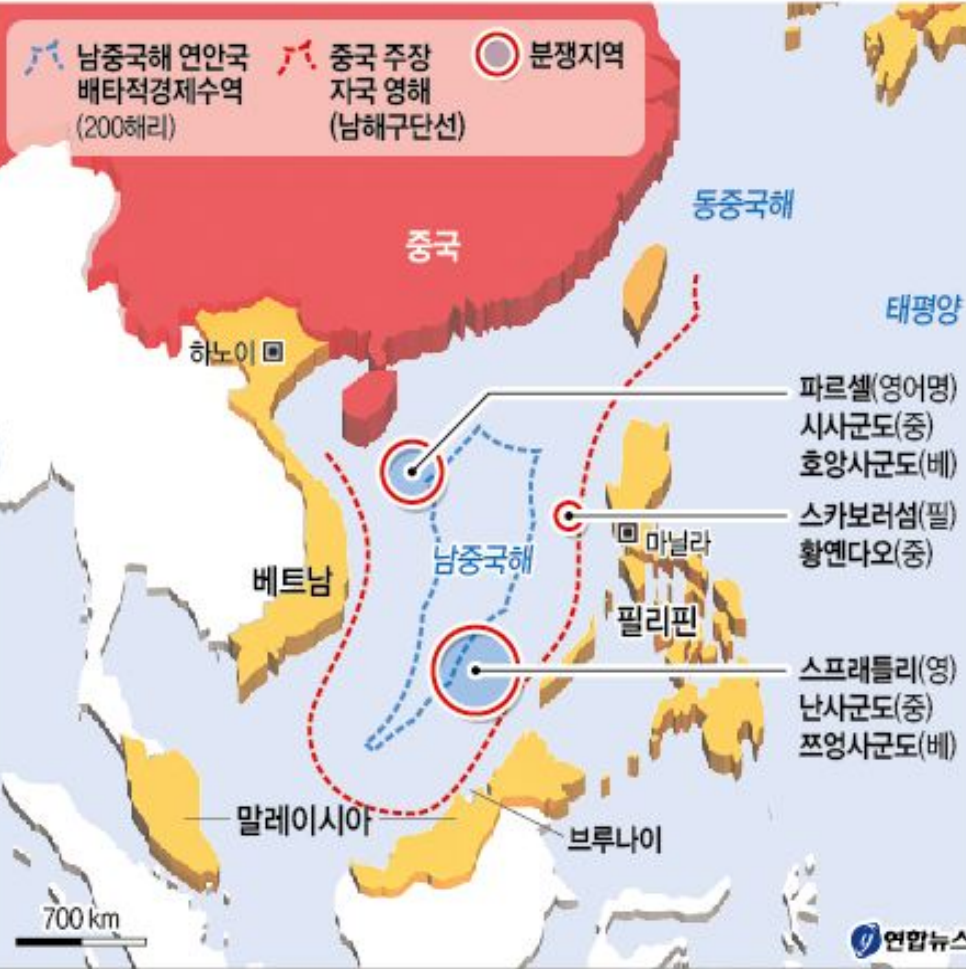 남중국해 연안국
배타적경제수역
(200해리)
중국 주장
자국 영해
(남해구단선)
분쟁지역
동중국해
중국
태평양
하노이
파르셀(영어명)
시사군도(중)
호앙사군도(베)
스카보러섬(필)
황옌다오(중)
마닐라
남중국해
베트남
필리핀
스프래틀리(영)
난사군도(중)
쯔엉사군도(베)
말레이시아
브루나이
700 km
연합뉴스